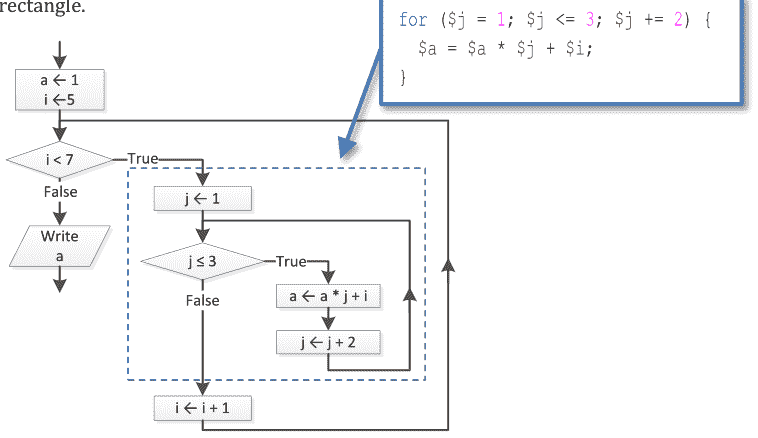 rectangle.
for ($j = 1; $j <= 3; $j += 2) {
$a = $a * $j + $i;
}
a ← 1
i ←5
i < 7
True
False
Write
a
j ← 1
j ≤ 3
True
False
a ← a * j + i
j ← j + 2
i ← i + 1